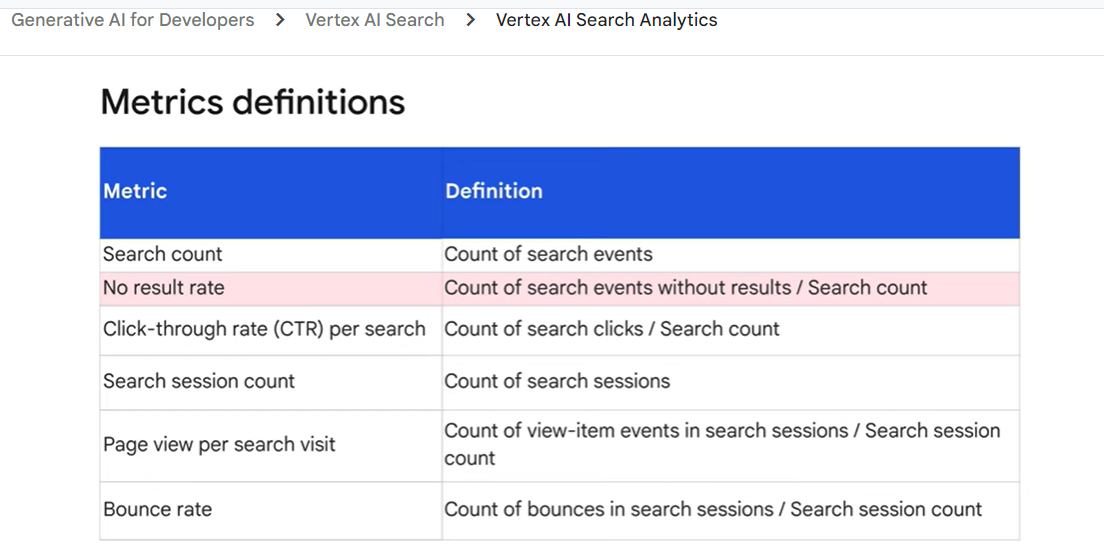 Generative AI for Developers > Vertex AI Search > Vertex AI Search Analytics
Metrics definitions
Metric Definition
Search count Count of search events
No result rate Count of search events without results / Search count
Click-through rate (CTR) per search Count of search clicks / Search count
Search session count Count of search sessions
Page view per search visit Count of view-item events in search sessions / Search session
count
Bounce rate Count of bounces in search sessions / Search session count